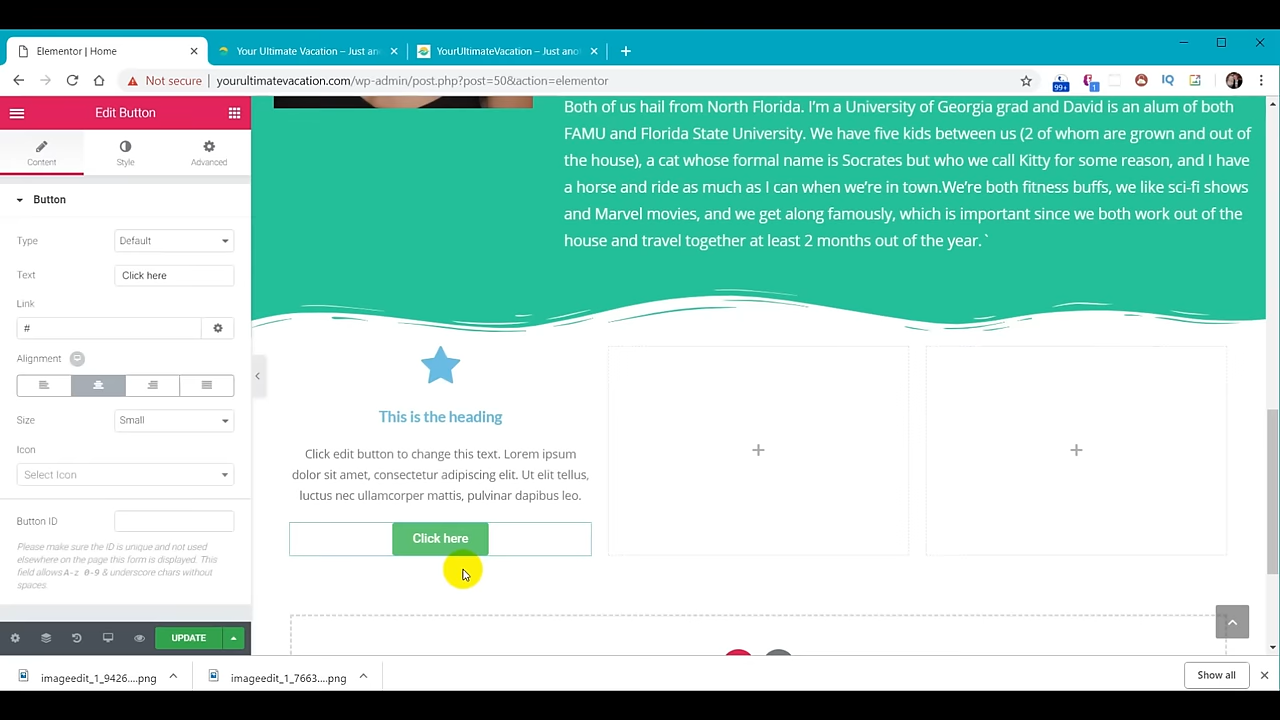 Elementor | Home
Your Ultimate Vacation – Just an
YourUltimateVacation – Just ano
Not secure
yourultimatevacation.com/wp-admin/post.php?post=50&action=elementor
99+
1
IQ
Edit Button
Content
Style
Advanced
Button
Type
Default
Text
Click here
Link
#
Alignment
Size
Small
Icon
Select Icon
Button ID
Please make sure the ID is unique and not used
elsewhere on the page this form is displayed. This
field allows A-z 0-9 & underscore chars without
spaces.
UPDATE
Both of us hail from North Florida. I'm a University of Georgia grad and David is an alum of both
FAMU and Florida State University. We have five kids between us (2 of whom are grown and out of
the house), a cat whose formal name is Socrates but who we call Kitty for some reason, and I have
a horse and ride as much as I can when we're in town.We're both fitness buffs, we like sci-fi shows
and Marvel movies, and we get along famously, which is important since we both work out of the
house and travel together at least 2 months out of the year.`
This is the heading
Click edit button to change this text. Lorem ipsum
dolor sit amet, consectetur adipiscing elit. Ut elit tellus,
luctus nec ullamcorper mattis, pulvinar dapibus leo.
Click here
imageedit_1_9426....png
imageedit_1_7663....png
Show all